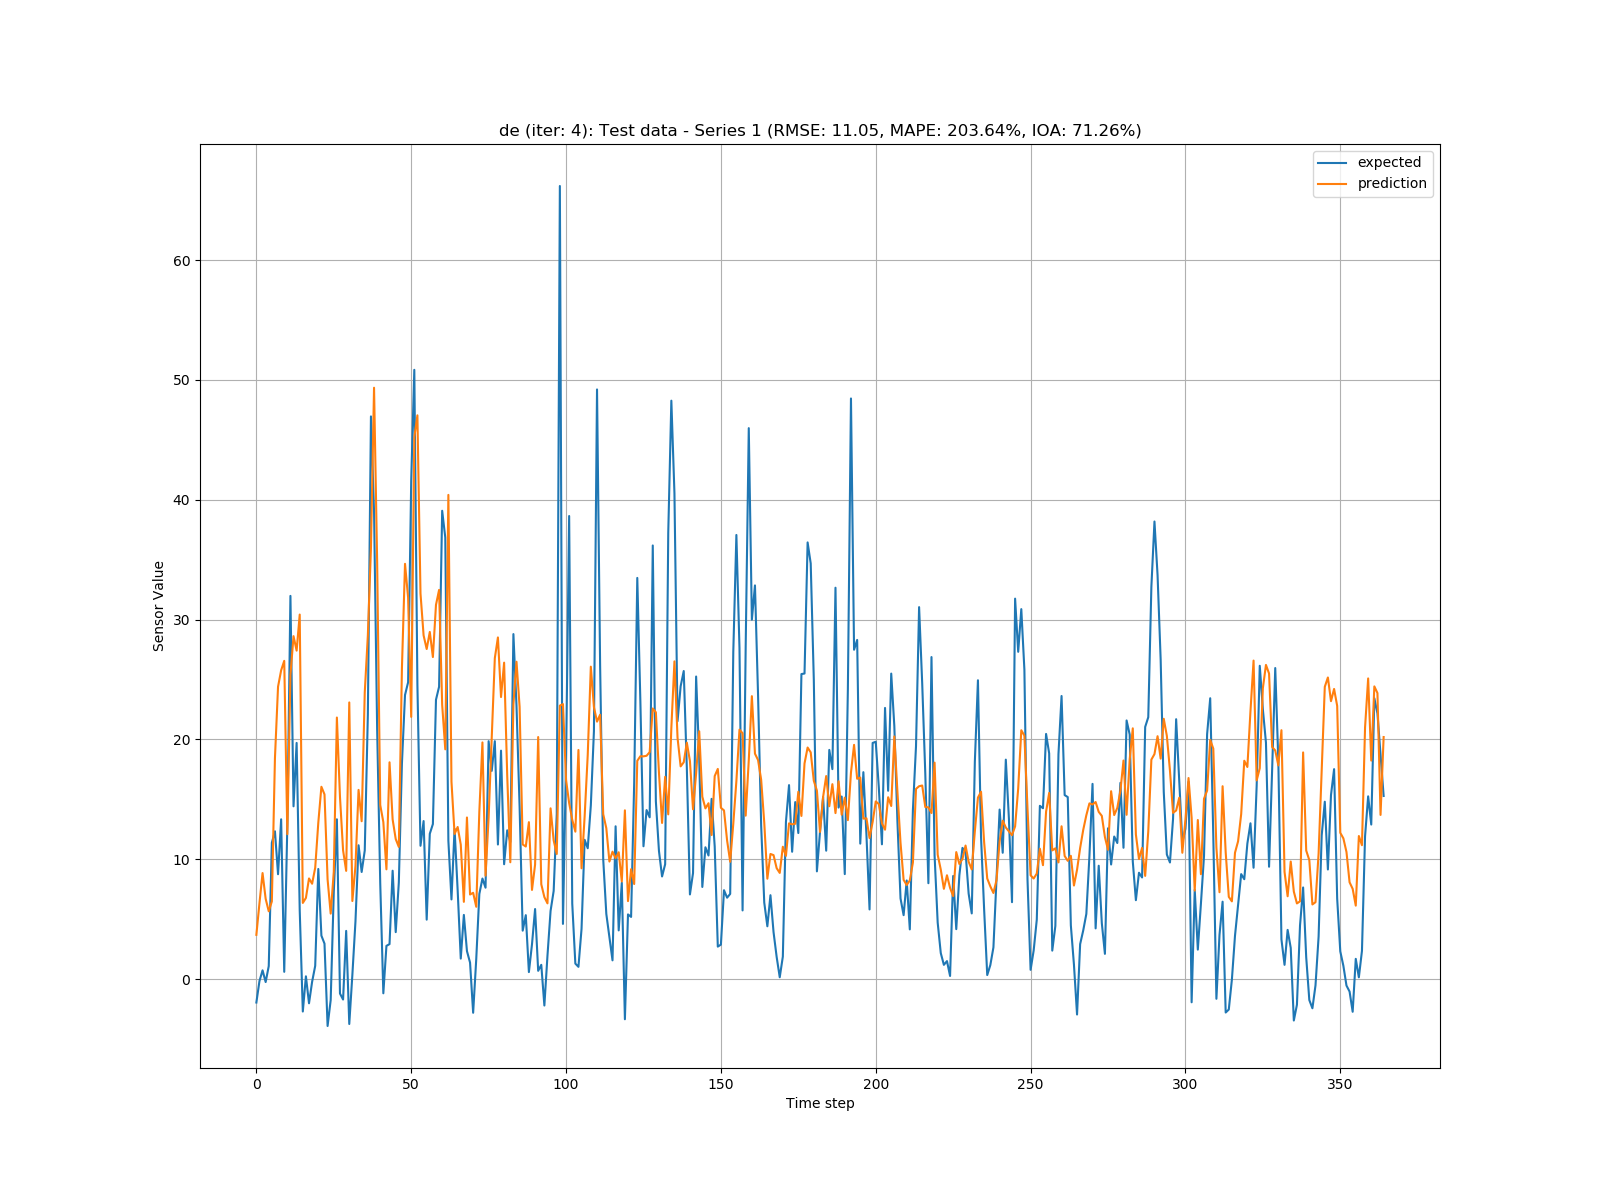 de (iter: 4): Test data - Series 1 (RMSE: 11.05, MAPE: 203.64%, IOA: 71.26%)
expected
prediction
60
50
40
30
20
10
0
Sensor Value
0 50 100 150 200 250 300 350
Time step